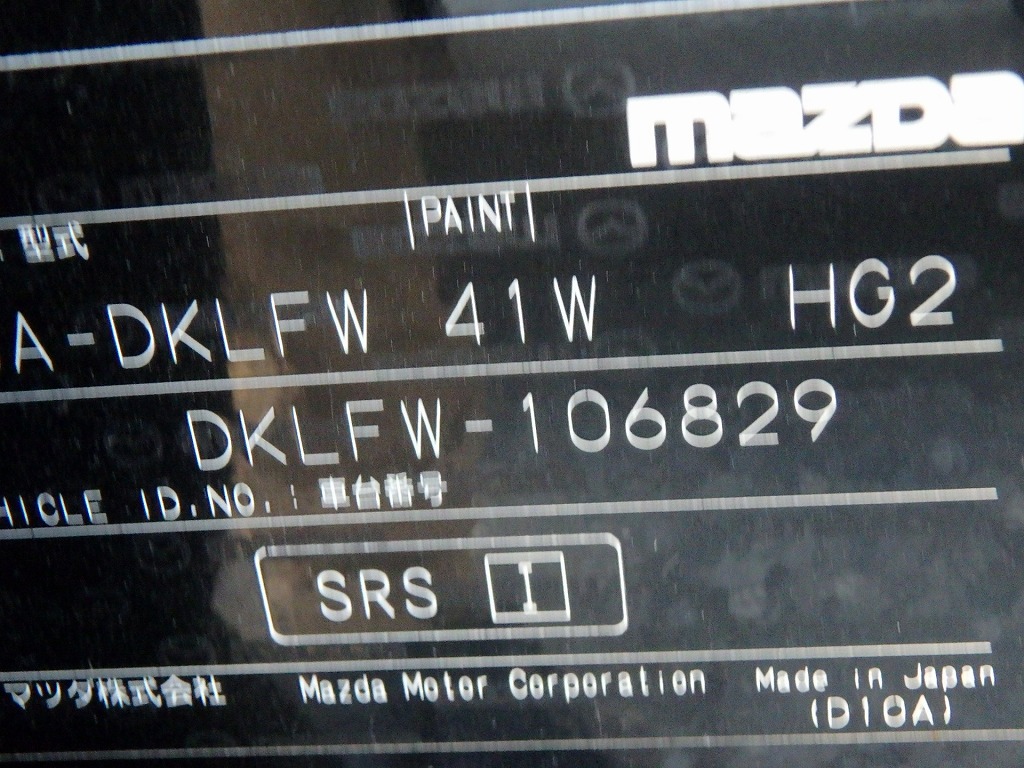 mazda
型式 PAINT
A-DKLFW 41W HG2
DKLFW-106829
HICLE ID.NO.: 車台番号
SRS I
マツダ株式会社 Mazda Motor Corporation Made in Japan
(D10A)